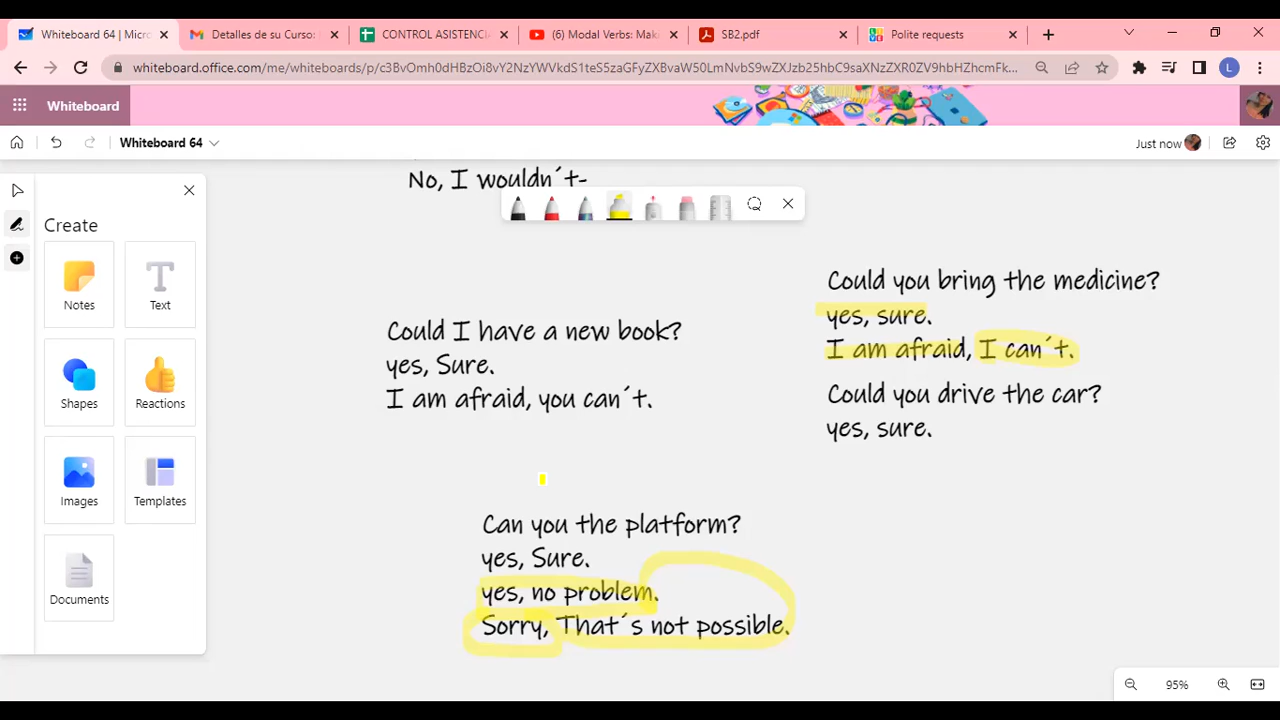 Whiteboard 64 | Micros
Detalles de su Curso:
CONTROL ASISTENCI
(6) Modal Verbs: Mak
SB2.pdf
Polite requests
whiteboard.office.com/me/whiteboards/p/c3BvOmh0dHBzOi8vY2NzYWVkdS1teS5zaGFyZXBvaW50LmNvbS9wZXJzb25hbC9saXNzZXR0ZV9hbHZhcmFk...
L
Whiteboard
Whiteboard 64
Just now
No, I wouldn´t-
Create
Notes
Text
Shapes
Reactions
Images
Templates
Documents
Could I have a new book?
yes, Sure.
I am afraid, you can´t.
Could you bring the medicine?
yes, sure.
I am afraid, I can´t.
Could you drive the car?
yes, sure.
Can you the platform?
yes, Sure.
yes, no problem.
Sorry, That´s not possible.
95%